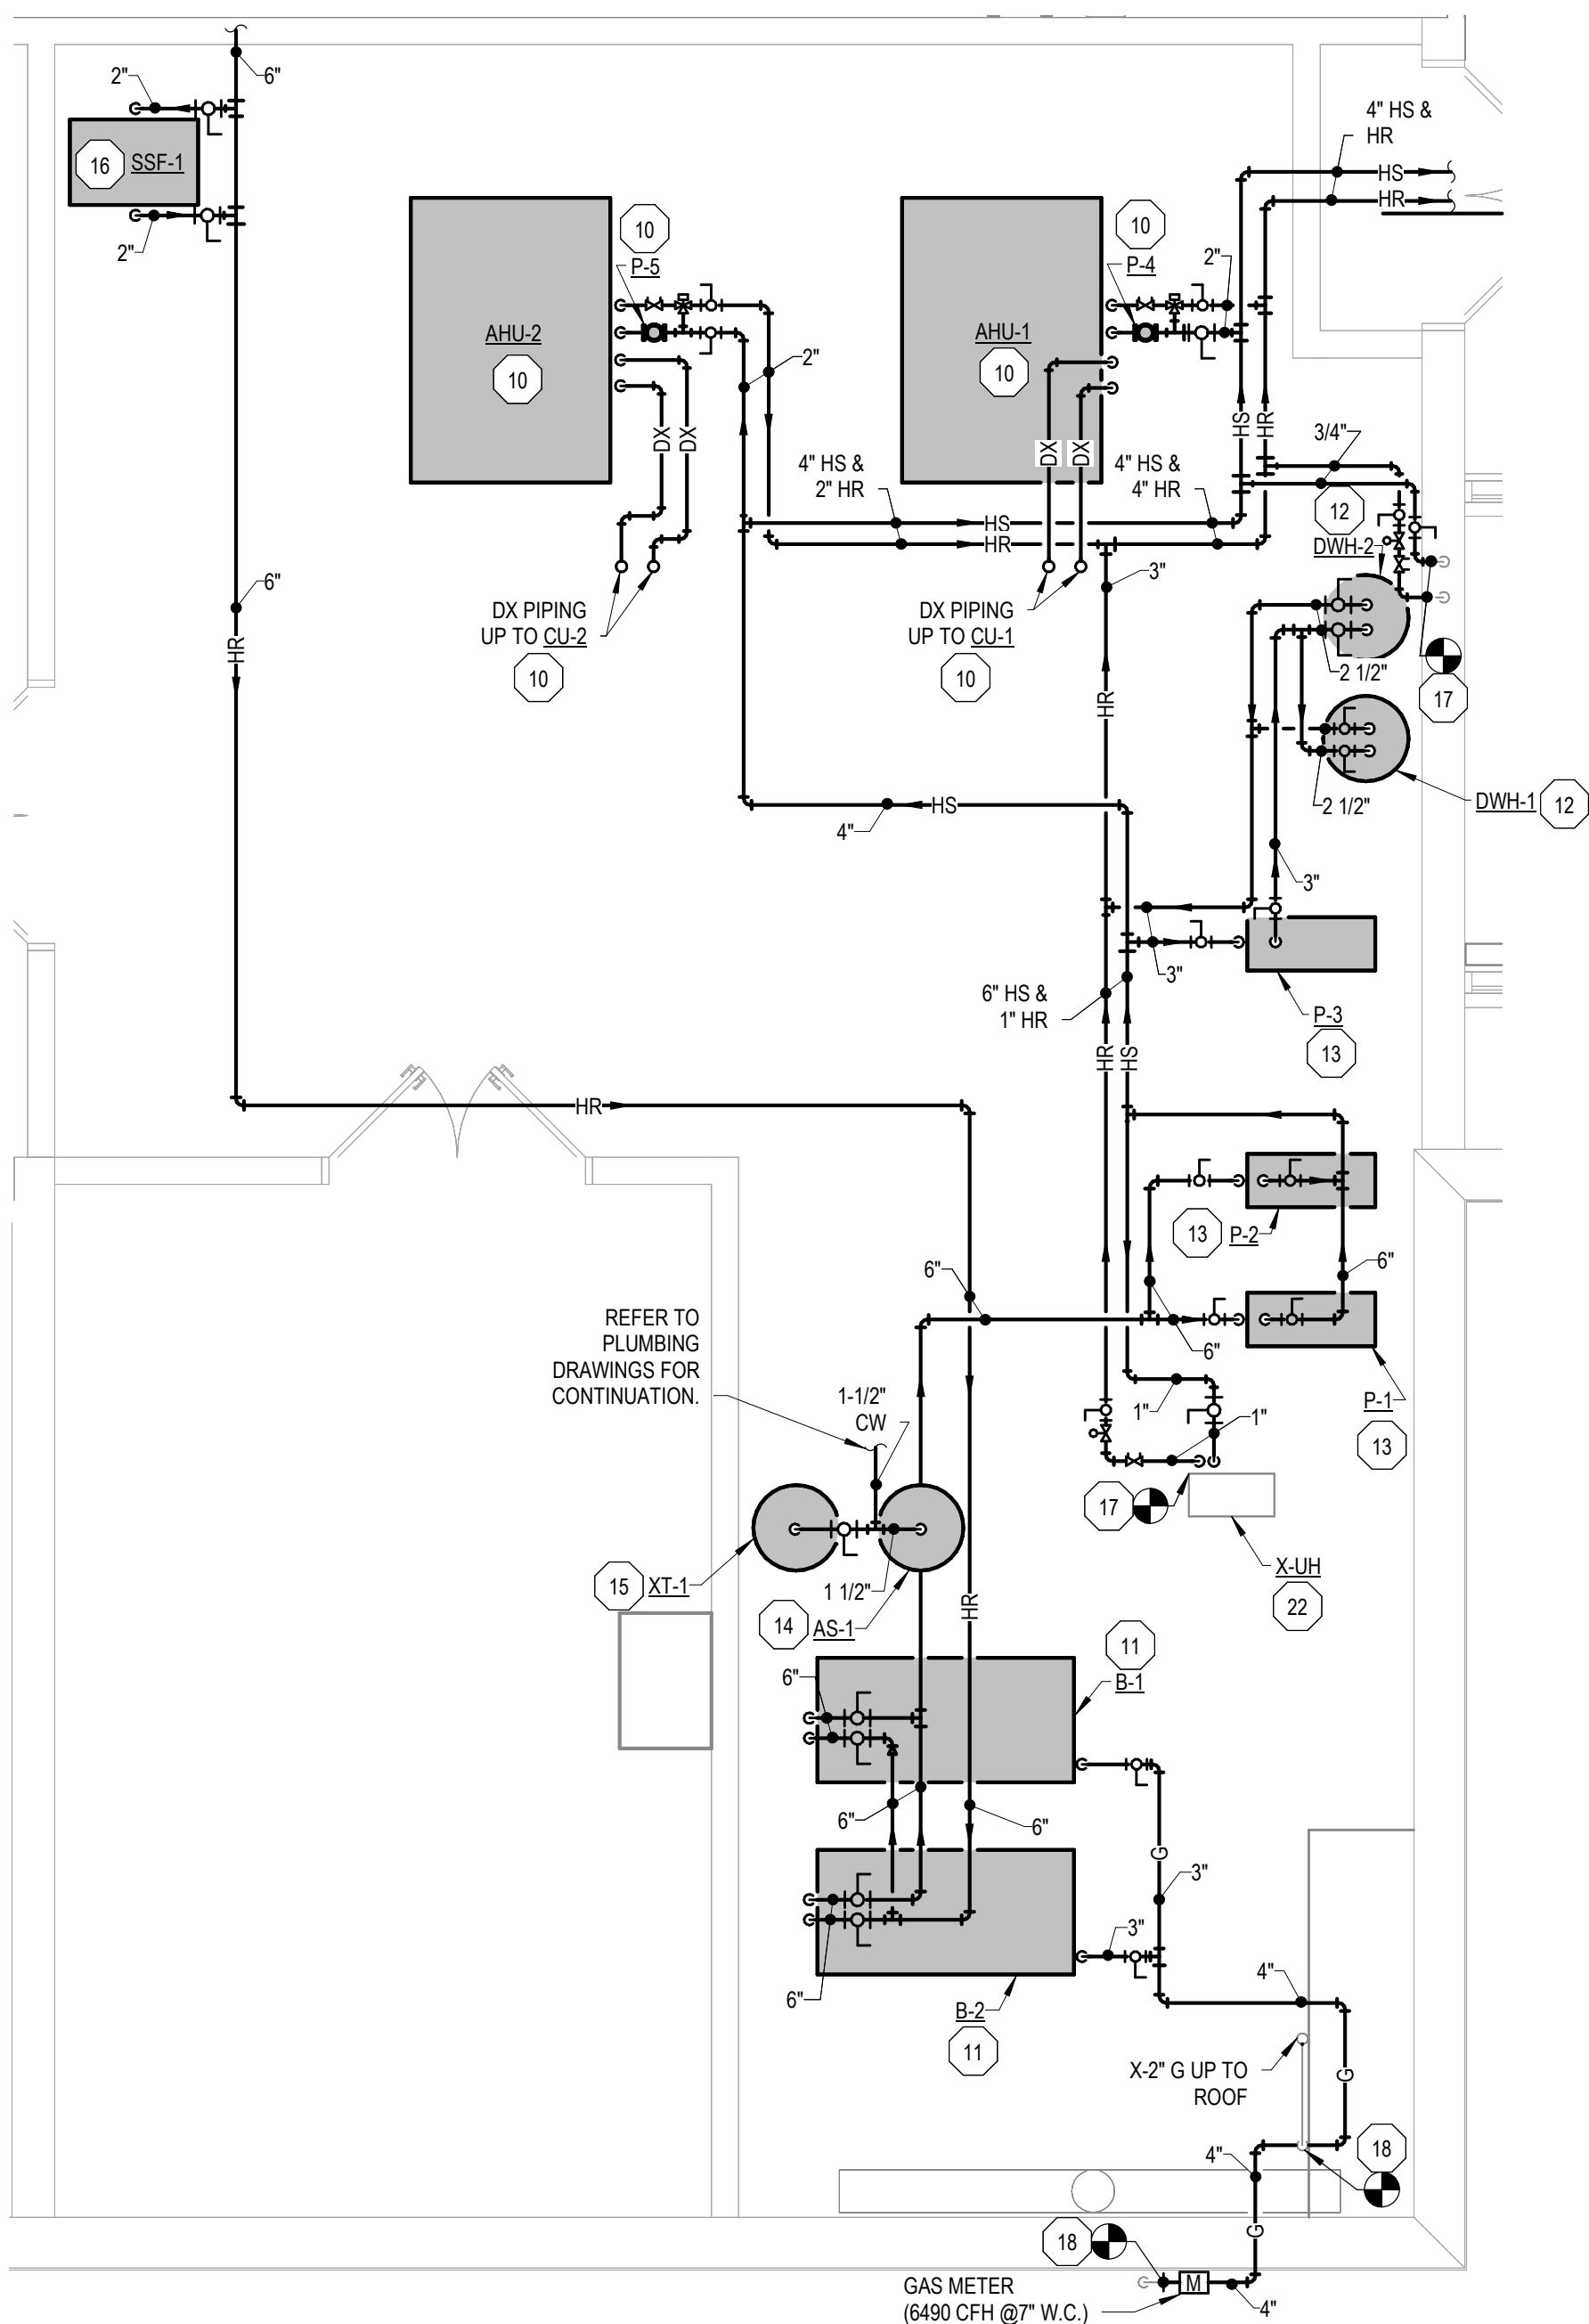 6"
2"
16 SSF-1
2"
4" HS &
HR
HS
HR
10
P-5
10
P-4
2"
AHU-2
10
AHU-1
10
2"
DX
DX
DX
DX
HS
HR
3/4"
4" HS &
2" HR
4" HS &
4" HR
12
HS
HR
DWH-2
6"
3"
DX PIPING
UP TO CU-2
10
DX PIPING
UP TO CU-1
10
HR
2 1/2"
17
HR
HS
4"
2 1/2"
DWH-1 12
3"
3"
6" HS &
1" HR
P-3
13
HR
HS
HR
13 P-2
6"
6"
6"
REFER TO
PLUMBING
DRAWINGS FOR
CONTINUATION.
1-1/2"
CW
1"
1"
P-1
13
17
X-UH
22
15 XT-1
1 1/2"
HR
14 AS-1
11
B-1
6"
6"
6"
G
3"
3"
6"
B-2
11
4"
X-2" G UP TO
ROOF
G
18
4"
G
18
M
GAS METER
(6490 CFH @7" W.C.)
4"